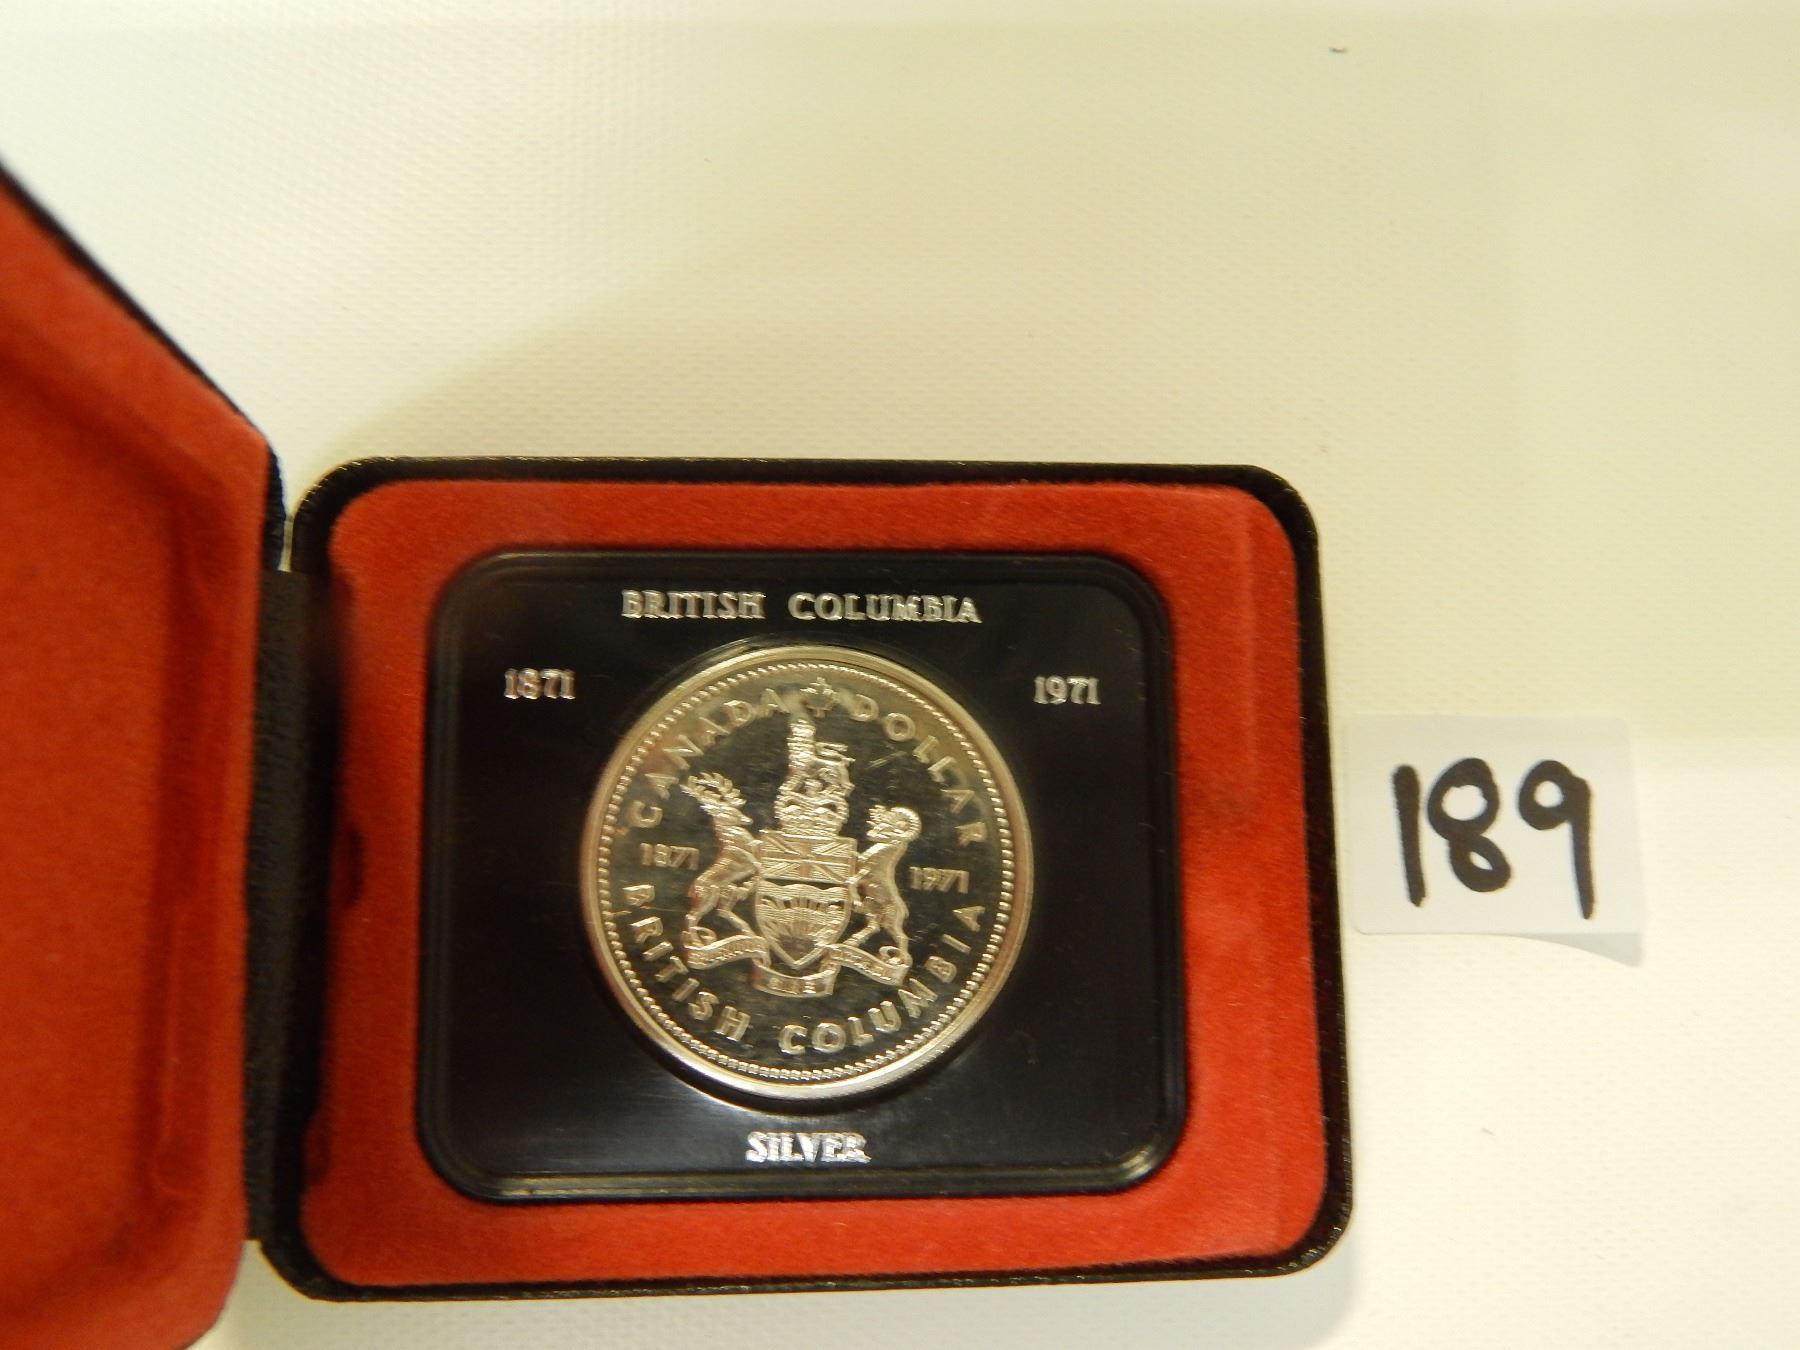 BRITISH COLUMBIA
1871 1971
CANADA DOLLAR
1871 1971
BRITISH COLUMBIA
SILVER
189